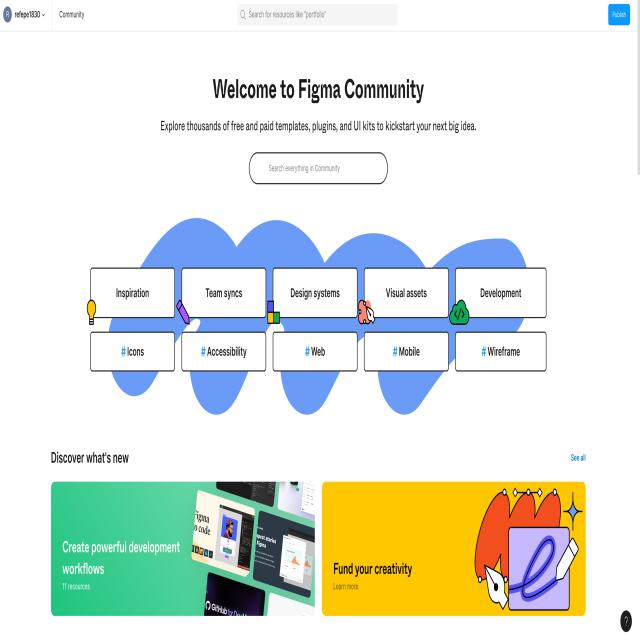 R refepe1830
Community
Search for resources like "portfolio"
Publish
Welcome to Figma Community
Explore thousands of free and paid templates, plugins, and UI kits to kickstart your next big idea.
Search everything in Community
Inspiration
Team syncs
Design systems
Visual assets
Development
# Icons
# Accessibility
# Web
# Mobile
# Wireframe
Discover what's new
See all
Create powerful development
workflows
11 resources
Fund your creativity
Learn more
?